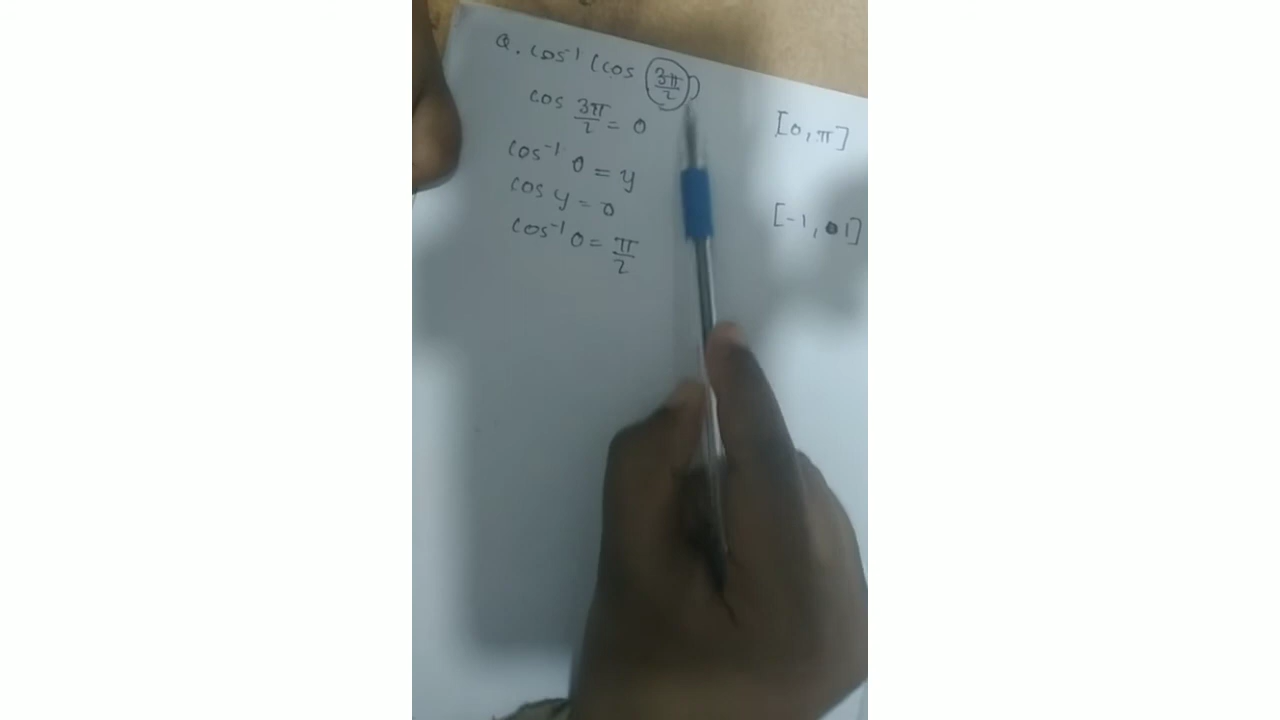 Q. cos⁻¹ (cos 3π/2)
cos 3π/2 = 0
[0, π]
cos⁻¹ 0 = y
cos y = 0
[-1, 1]
cos⁻¹ 0 = π/2